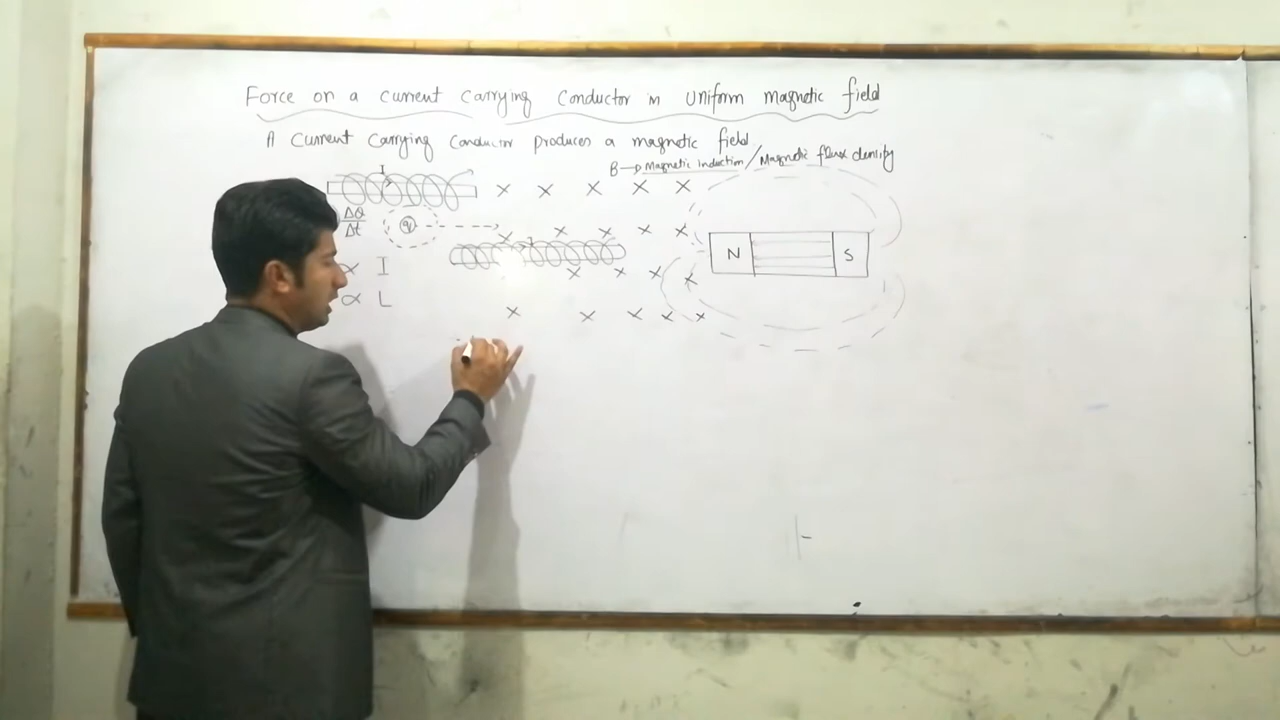 Force on a current carrying conductor in uniform magnetic field
A current carrying conductor produces a magnetic field
B → Magnetic Induction / Magnetic flux density
I
× × × × ×
ΔQ
Δt
q
× × × × ×
I
N S
∝ I
× × × ×
∝ L
× × × × ×